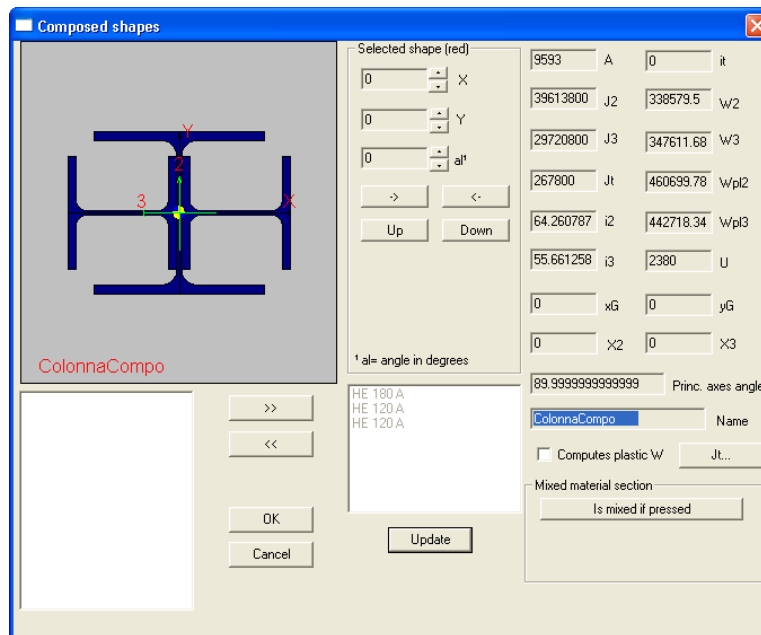 Composed shapes
Selected shape (red)
0 X
0 Y
0 al¹
-> <-
Up Down
¹ al= angle in degrees
Y
2
3
X
ColonnaCompo
9593 A 0 it
39613800 J2 338579.5 W2
29720800 J3 347611.68 W3
267800 Jt 460699.78 Wpl2
64.260787 i2 442718.34 Wpl3
55.661258 i3 2380 U
0 xG 0 yG
0 X2 0 X3
89.9999999999999 Princ. axes angle
ColonnaCompo Name
Computes plastic W Jt...
Mixed material section
Is mixed if pressed
>>
<<
OK
Cancel
HE 180 A
HE 120 A
HE 120 A
Update